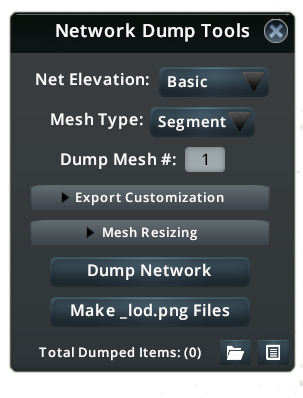 Network Dump Tools
Net Elevation: Basic
Mesh Type: Segment
Dump Mesh #: 1
Export Customization
Mesh Resizing
Dump Network
Make _lod.png Files
Total Dumped Items: (0)